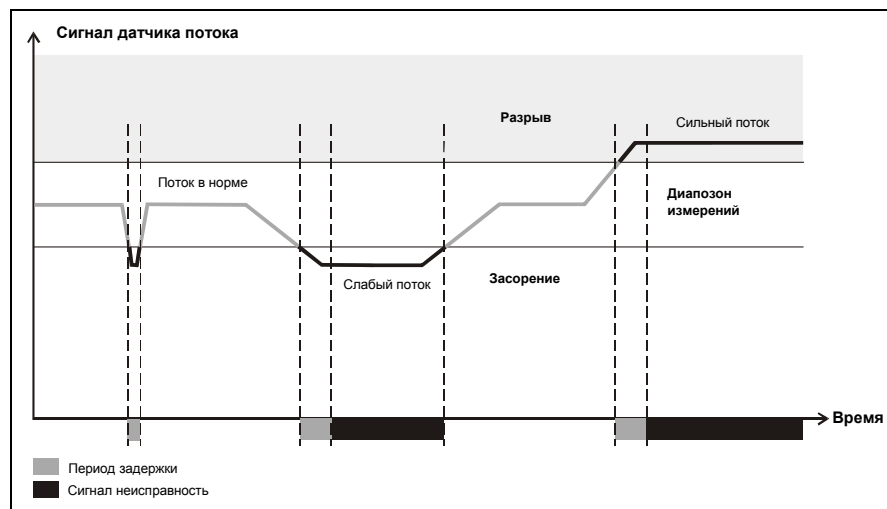 Сигнал датчика потока
Разрыв
Сильный поток
Поток в норме
Диапозон
измерений
Слабый поток
Засорение
Время
Период задержки
Сигнал неисправность